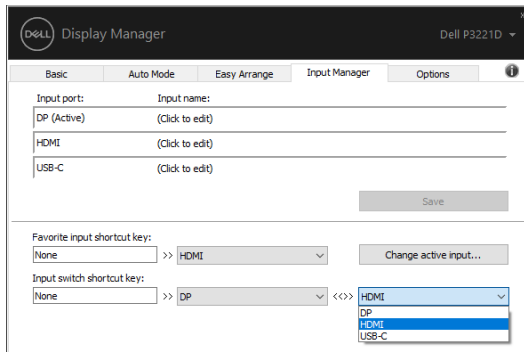 DELL Display Manager Dell P3221D
Basic Auto Mode Easy Arrange Input Manager Options
Input port: Input name:
DP (Active) (Click to edit)
HDMI (Click to edit)
USB-C (Click to edit)
Save
Favorite input shortcut key:
None >> HDMI Change active input...
Input switch shortcut key:
None >> DP <<>> HDMI
DP
HDMI
USB-C